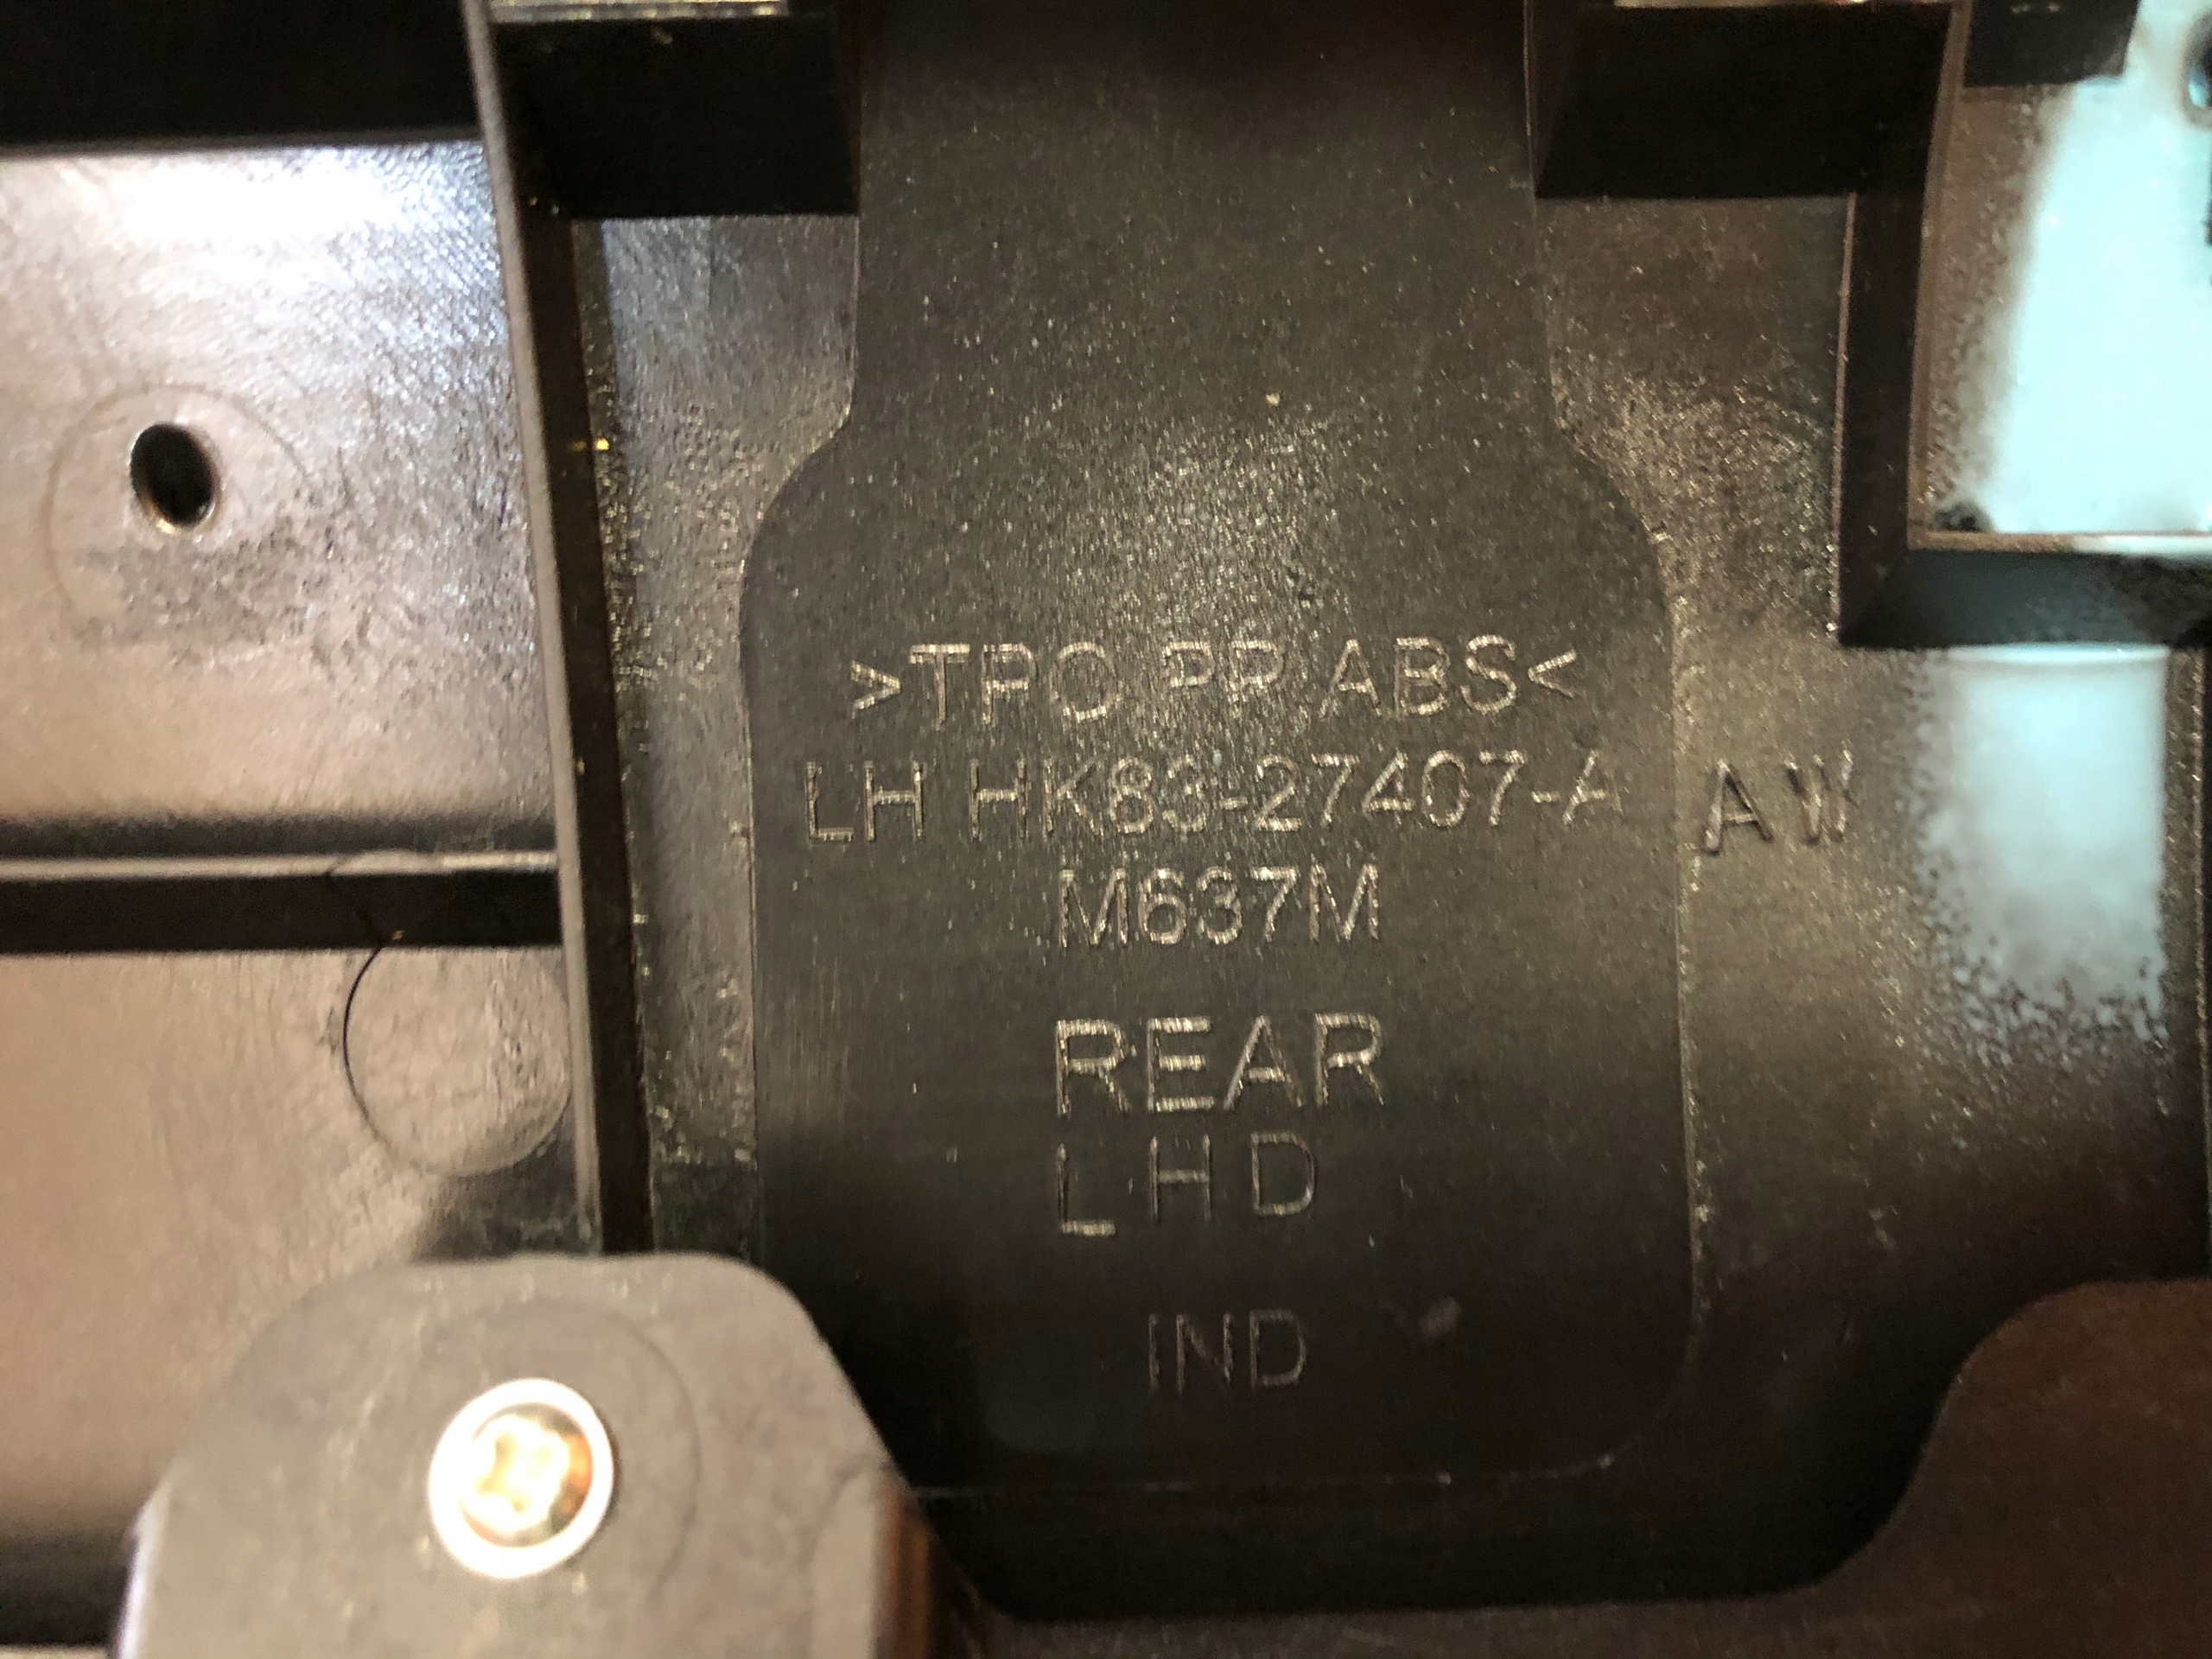 >TPO PP ABS<
LH HK83-27407-A AW
M637M
REAR
LHD
IND